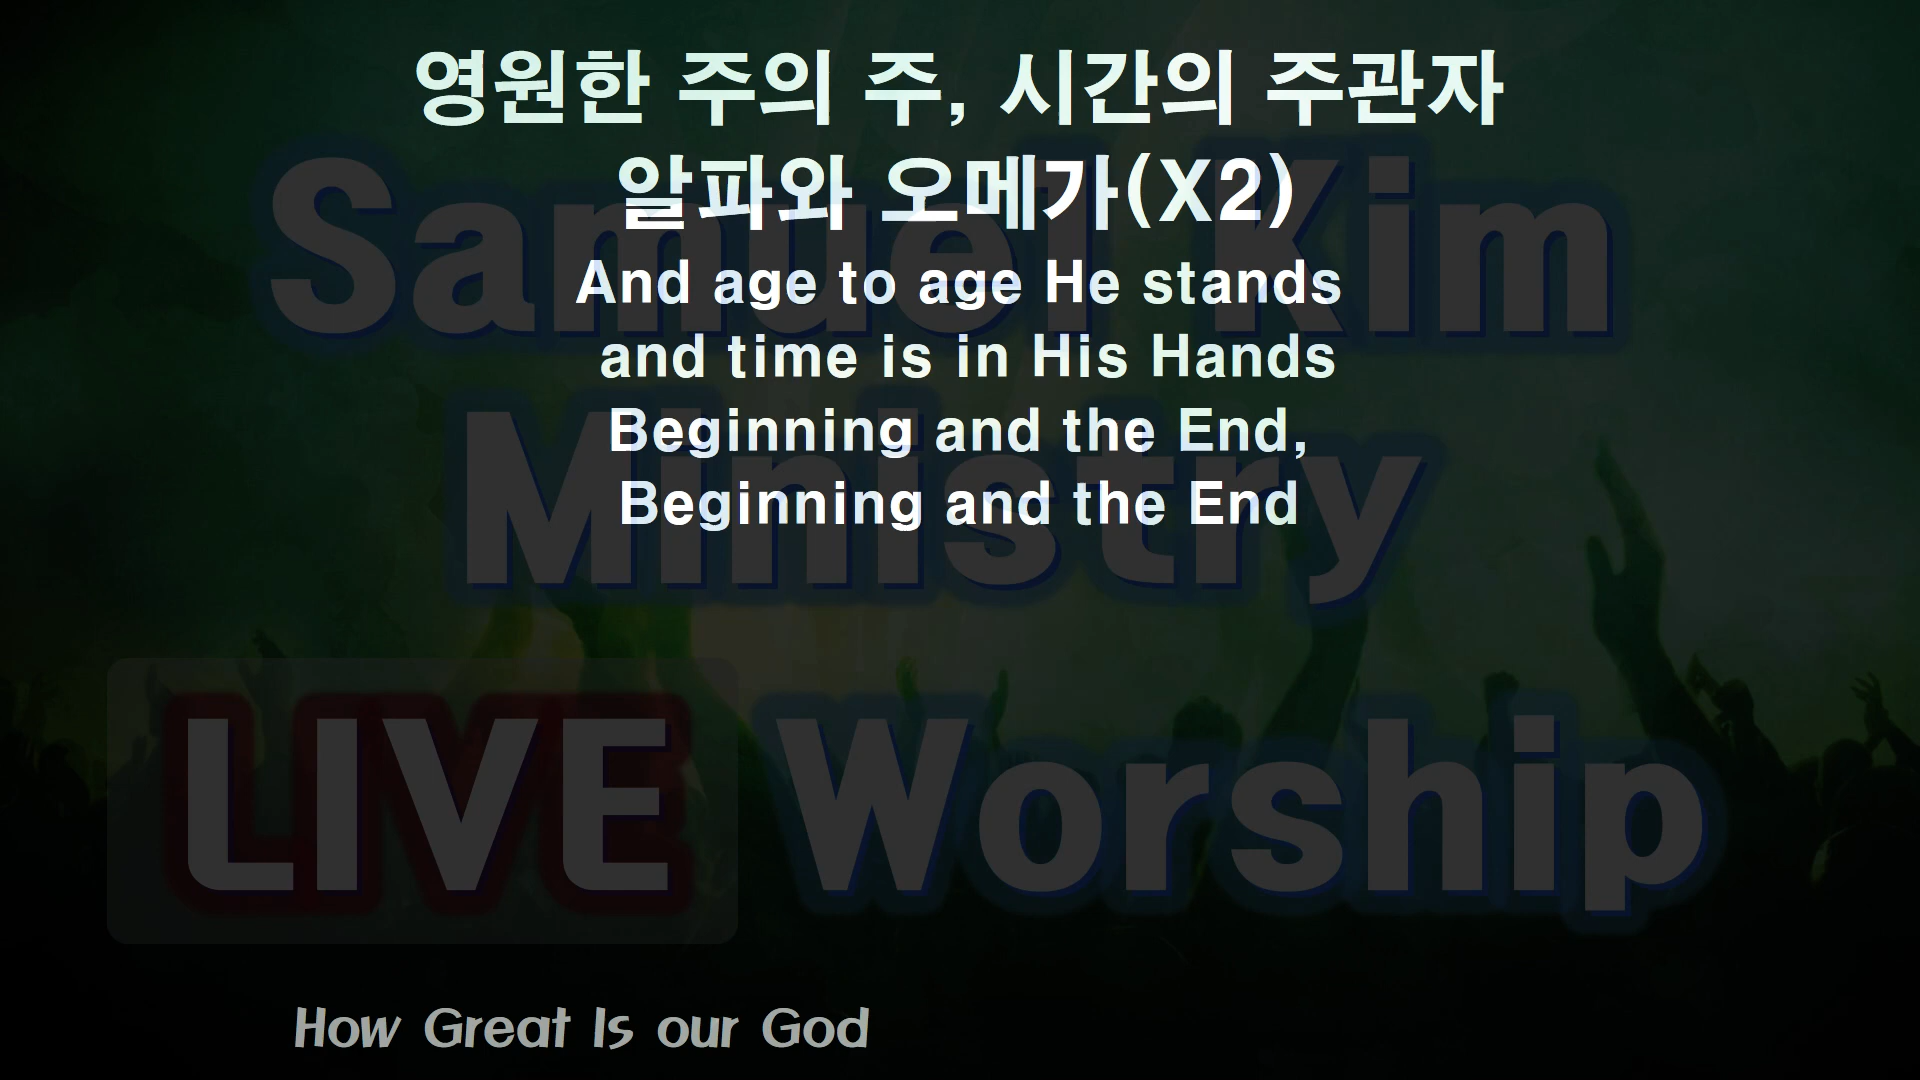 영원한 주의 주, 시간의 주관자
알파와 오메가(X2)
And age to age He stands
and time is in His Hands
Beginning and the End,
Beginning and the End
Samuel Kim
Ministry
LIVE Worship
How Great Is our God